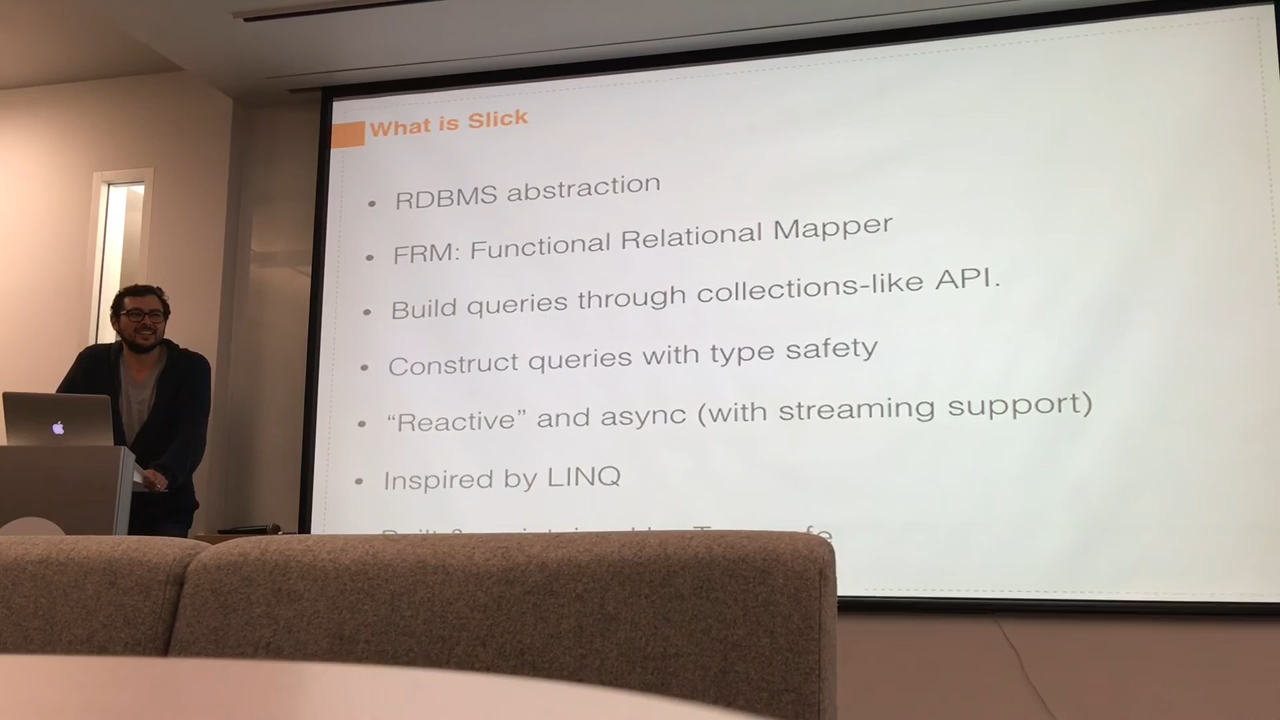 What is Slick
• RDBMS abstraction
• FRM: Functional Relational Mapper
• Build queries through collections-like API.
• Construct queries with type safety
• “Reactive” and async (with streaming support)
• Inspired by LINQ